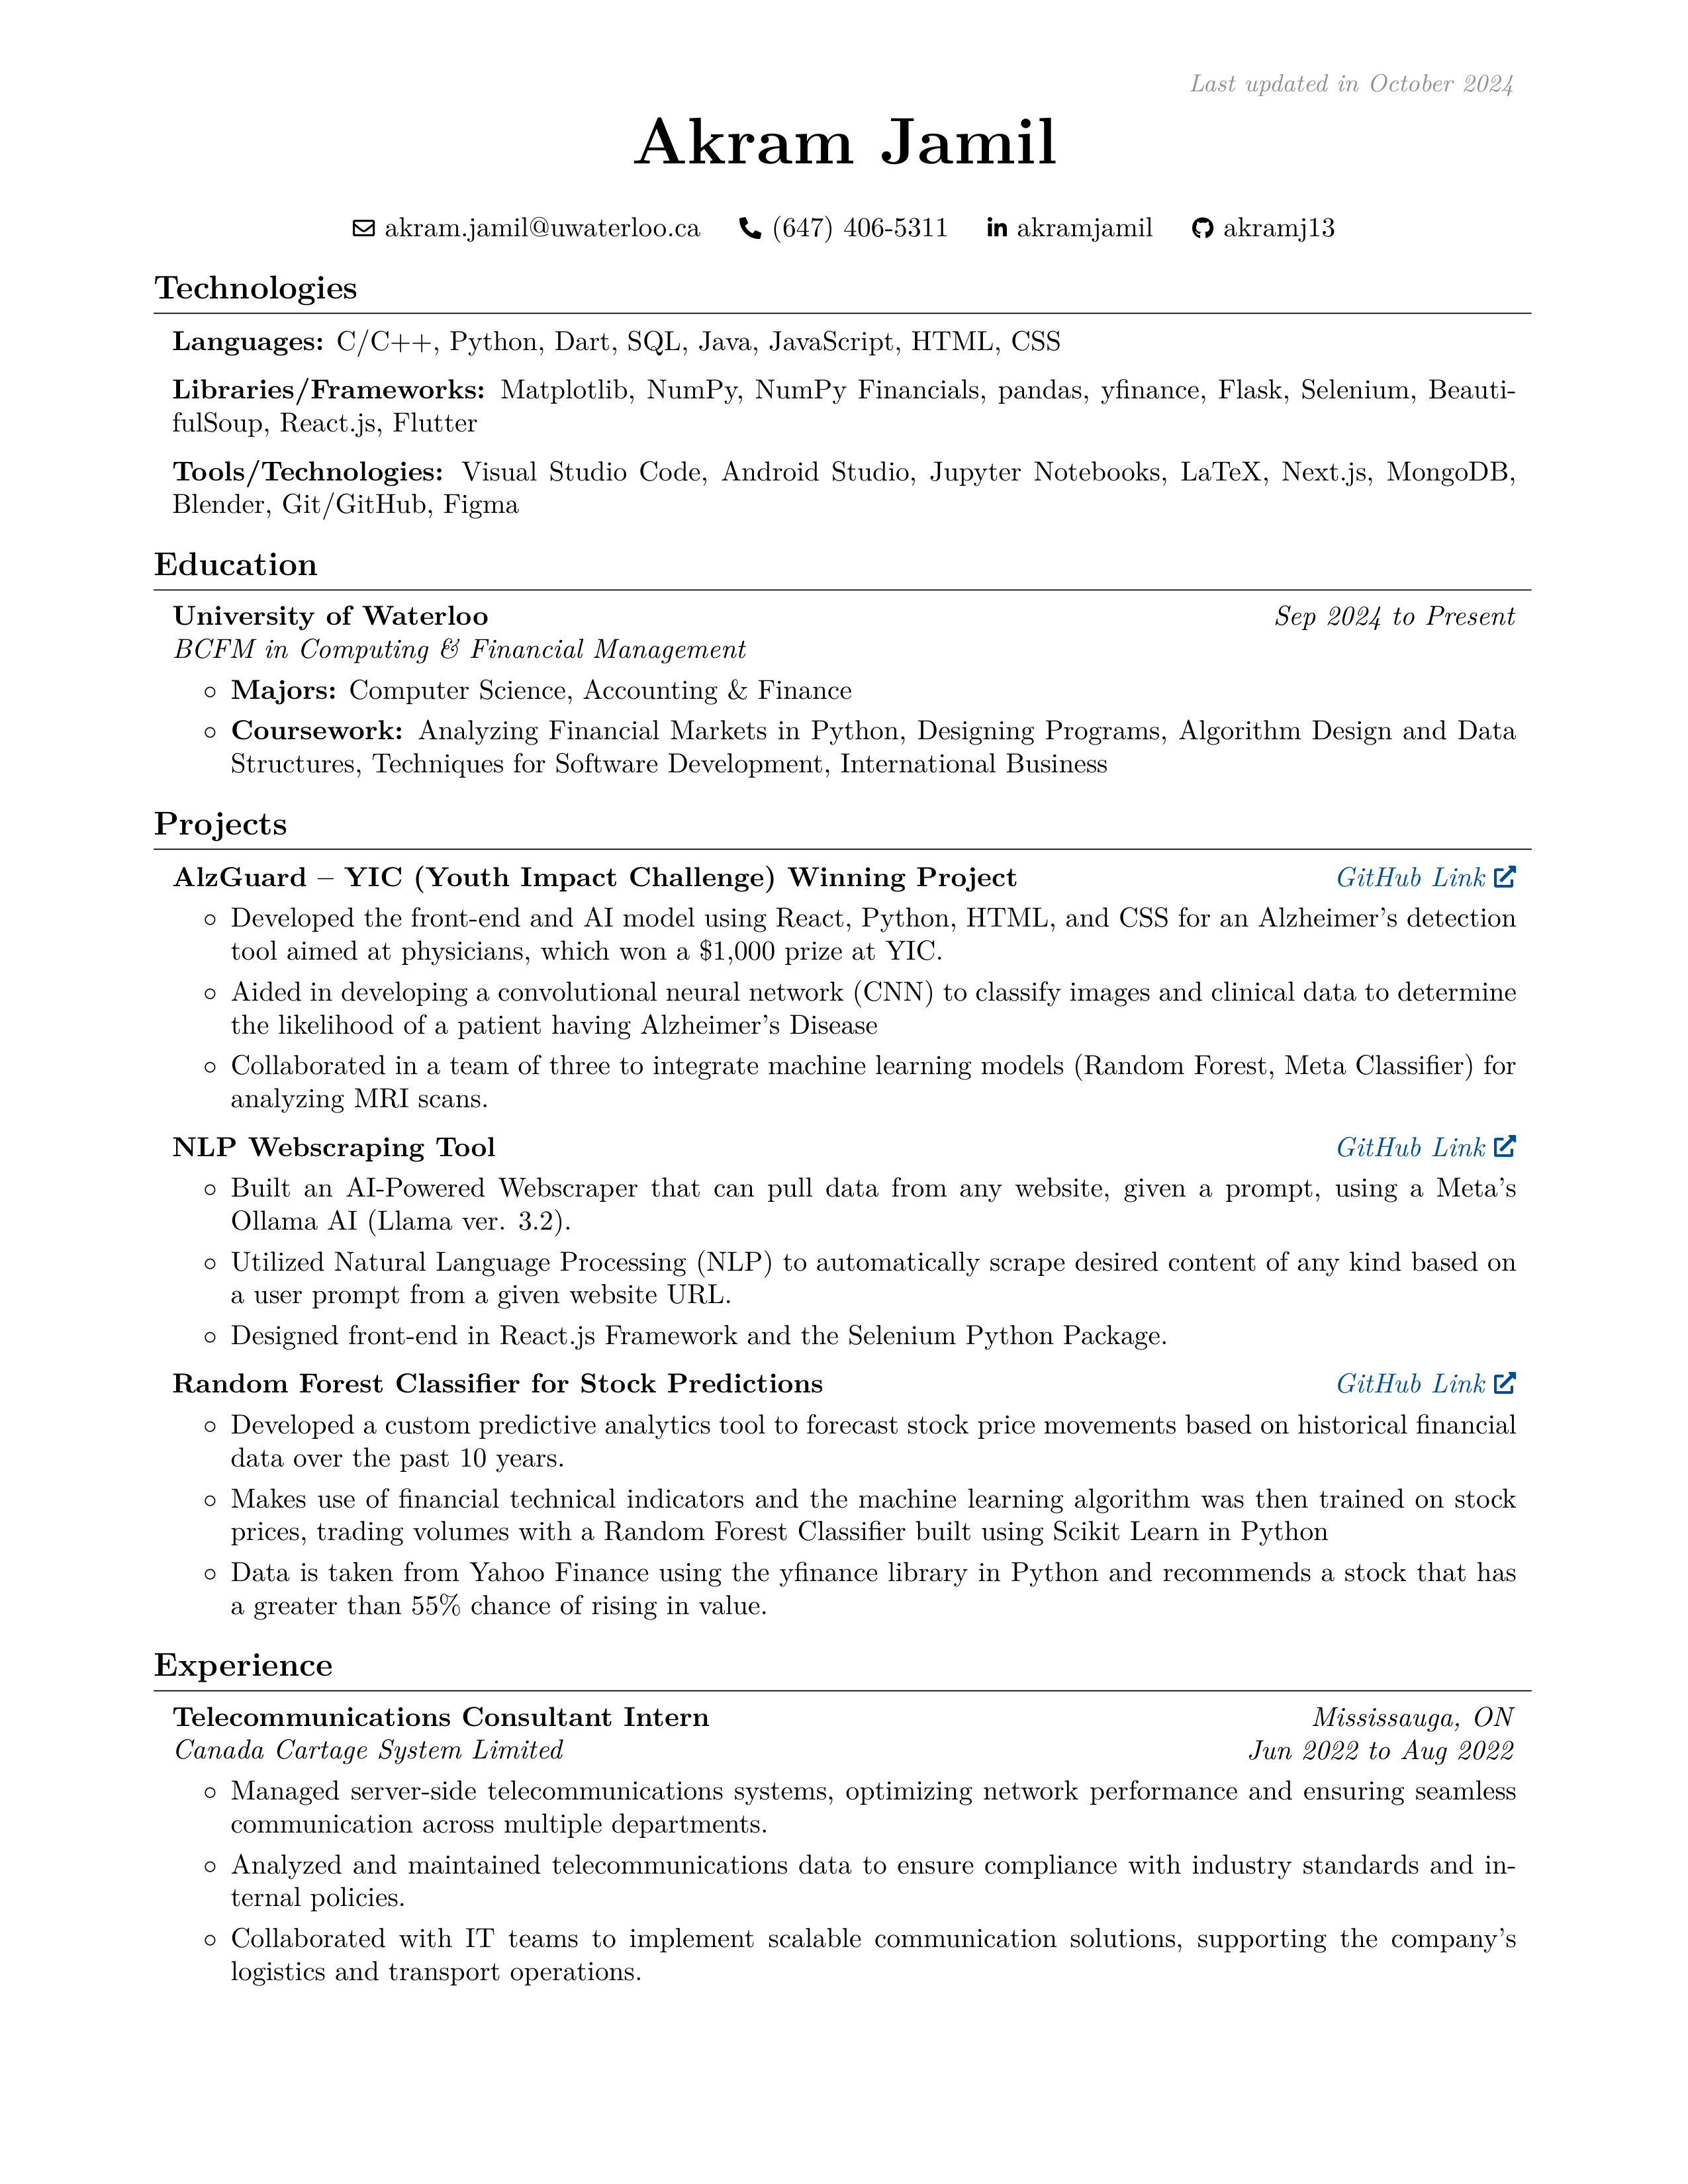 Last updated in October 2024
Akram Jamil
akram.jamil@uwaterloo.ca (647) 406-5311 akramjamil akramj13
Technologies
Languages: C/C++, Python, Dart, SQL, Java, JavaScript, HTML, CSS
Libraries/Frameworks: Matplotlib, NumPy, NumPy Financials, pandas, yfinance, Flask, Selenium, Beauti-
fulSoup, React.js, Flutter
Tools/Technologies: Visual Studio Code, Android Studio, Jupyter Notebooks, LaTeX, Next.js, MongoDB,
Blender, Git/GitHub, Figma
Education
University of Waterloo Sep 2024 to Present
BCFM in Computing & Financial Management
○ Majors: Computer Science, Accounting & Finance
○ Coursework: Analyzing Financial Markets in Python, Designing Programs, Algorithm Design and Data
Structures, Techniques for Software Development, International Business
Projects
AlzGuard – YIC (Youth Impact Challenge) Winning Project GitHub Link
○ Developed the front-end and AI model using React, Python, HTML, and CSS for an Alzheimer's detection
tool aimed at physicians, which won a $1,000 prize at YIC.
○ Aided in developing a convolutional neural network (CNN) to classify images and clinical data to determine
the likelihood of a patient having Alzheimer's Disease
○ Collaborated in a team of three to integrate machine learning models (Random Forest, Meta Classifier) for
analyzing MRI scans.
NLP Webscraping Tool GitHub Link
○ Built an AI-Powered Webscraper that can pull data from any website, given a prompt, using a Meta's
Ollama AI (Llama ver. 3.2).
○ Utilized Natural Language Processing (NLP) to automatically scrape desired content of any kind based on
a user prompt from a given website URL.
○ Designed front-end in React.js Framework and the Selenium Python Package.
Random Forest Classifier for Stock Predictions GitHub Link
○ Developed a custom predictive analytics tool to forecast stock price movements based on historical financial
data over the past 10 years.
○ Makes use of financial technical indicators and the machine learning algorithm was then trained on stock
prices, trading volumes with a Random Forest Classifier built using Scikit Learn in Python
○ Data is taken from Yahoo Finance using the yfinance library in Python and recommends a stock that has
a greater than 55% chance of rising in value.
Experience
Telecommunications Consultant Intern Mississauga, ON
Canada Cartage System Limited Jun 2022 to Aug 2022
○ Managed server-side telecommunications systems, optimizing network performance and ensuring seamless
communication across multiple departments.
○ Analyzed and maintained telecommunications data to ensure compliance with industry standards and in-
ternal policies.
○ Collaborated with IT teams to implement scalable communication solutions, supporting the company's
logistics and transport operations.